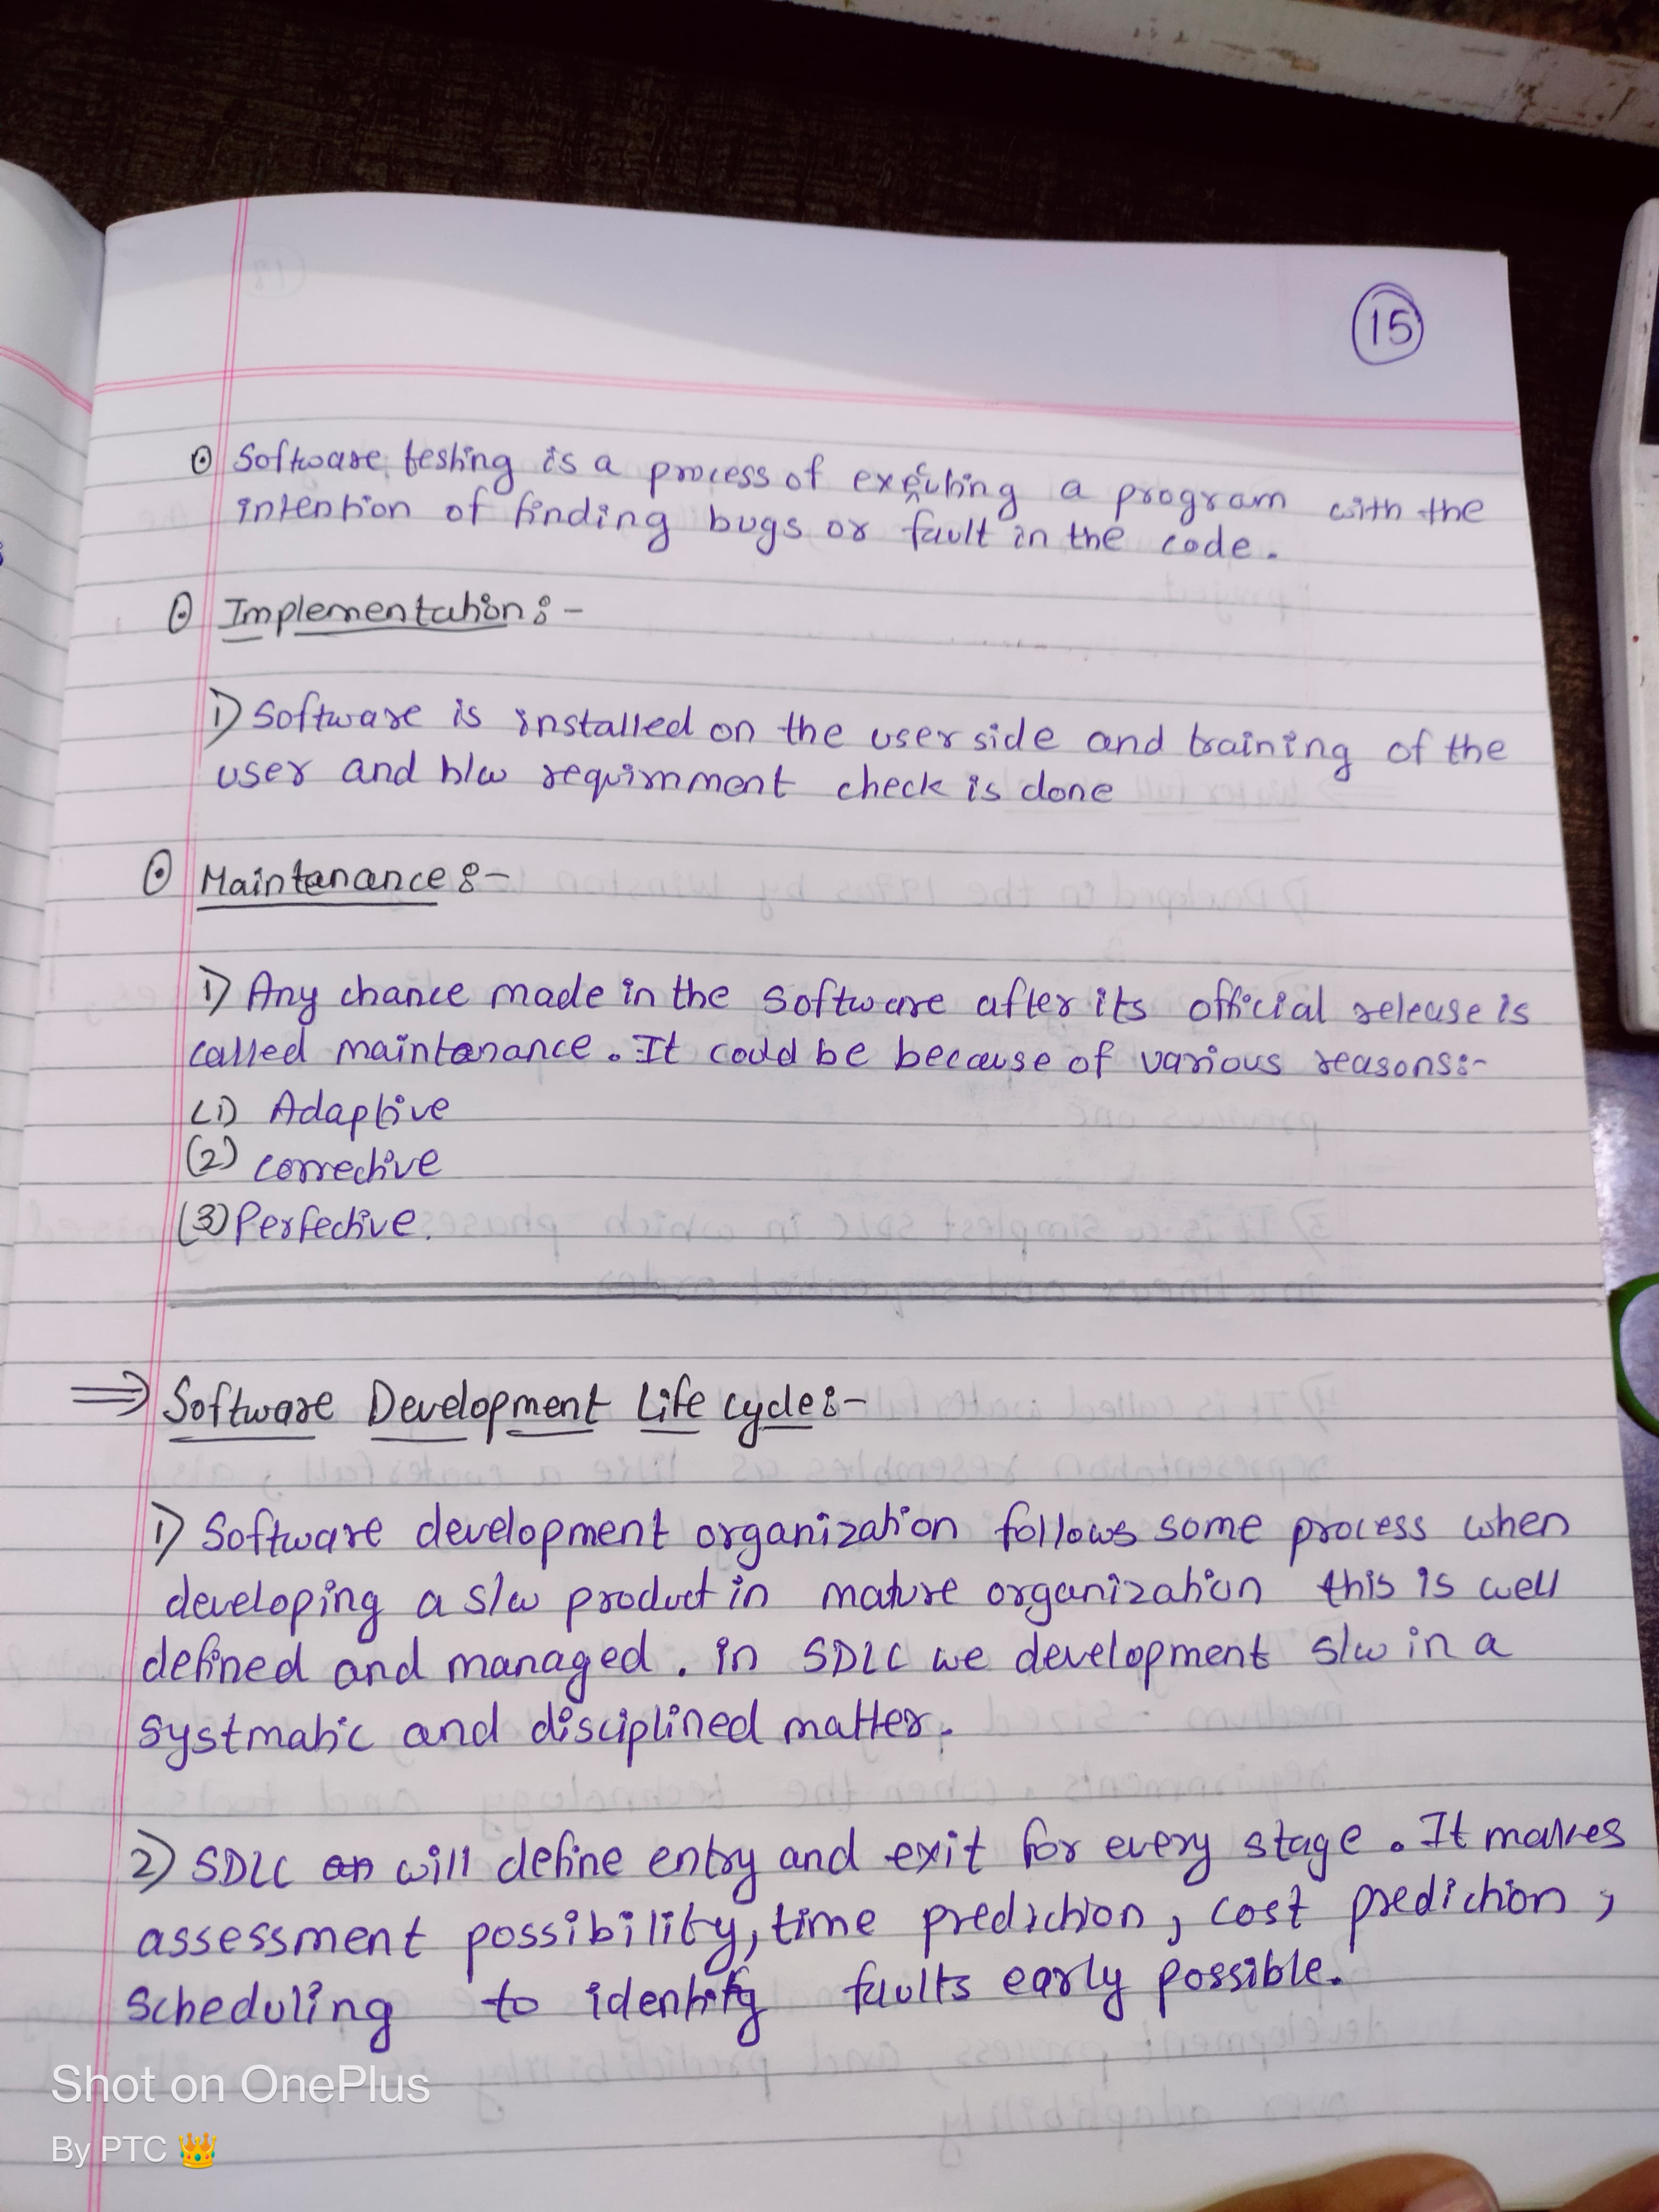 15
Software testing is a process of executing a program with the
intention of finding bugs or fault in the code.
Implementation :-
1) Software is installed on the user side and training of the
user and h/w requirnment check is done
Maintanance :-
1) Any chance made in the software after its official release is
called maintanance. It could be because of various reasons:-
(1) Adaptive
(2) corrective
(3) Perfective.
⇒ Software Development Life cycle :-
1) Software development organization follows some process when
developing a s/w product in mature organization this is well
defined and managed. in SDLC we development s/w in a
systmatic and disciplined matter.
2) SDLC will define entry and exit for every stage. It makes
assessment possibility, time prediction, cost prediction,
scheduling to identify faults early possible.
Shot on OnePlus
By PTC 👑